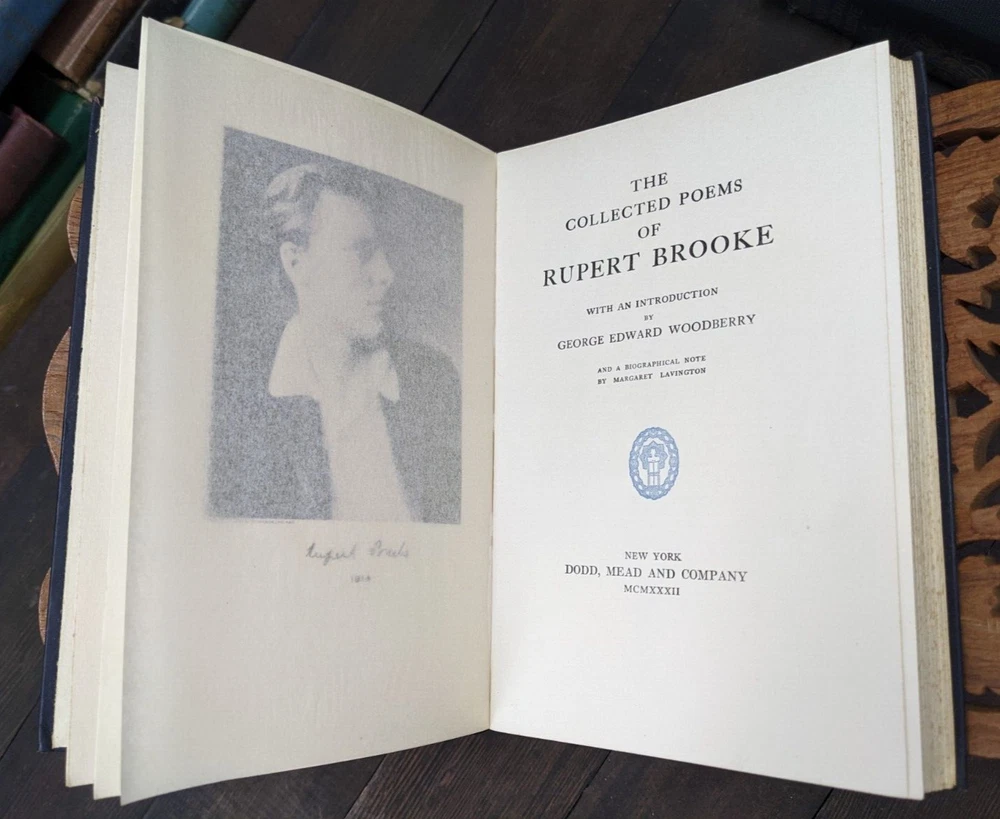 Rupert Brooke
THE
COLLECTED POEMS
OF
RUPERT BROOKE
WITH AN INTRODUCTION
BY
GEORGE EDWARD WOODBERRY
AND A BIOGRAPHICAL NOTE
BY MARGARET LAVINGTON
NEW YORK
DODD, MEAD AND COMPANY
MCMXXXII